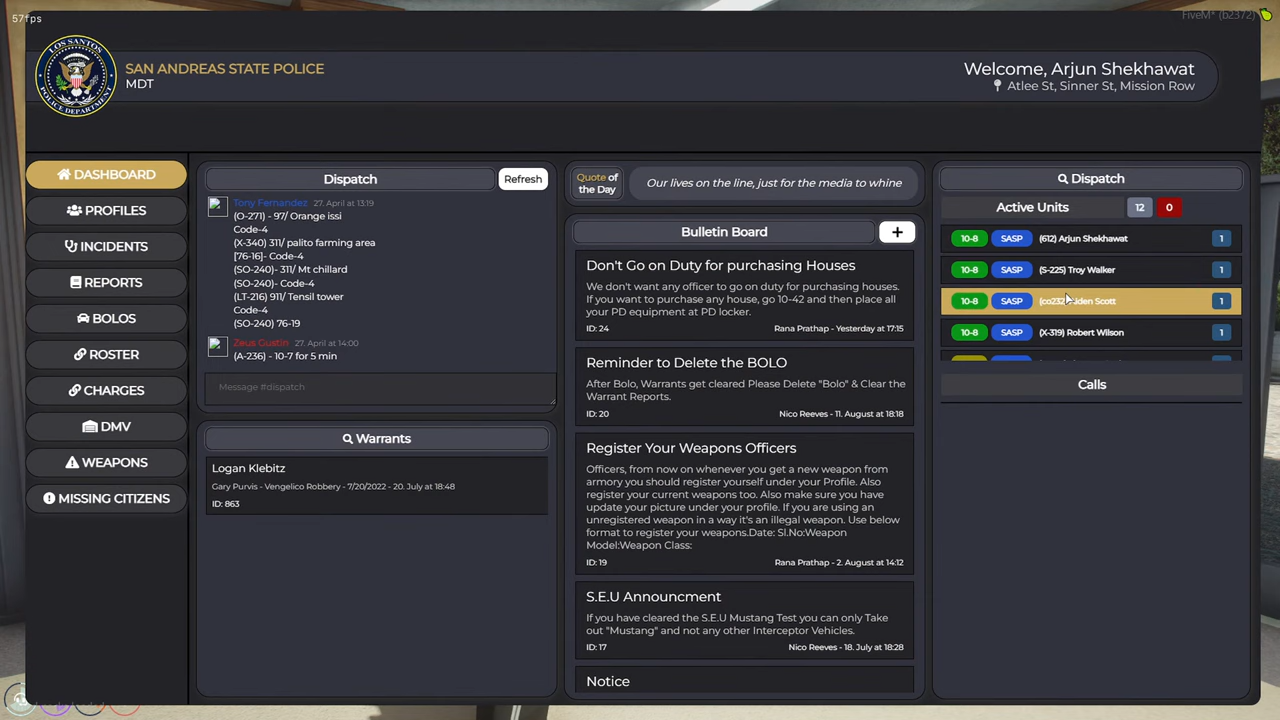 57fps
FiveM* (b2372)
LOS SANTOS
POLICE DEPARTMENT
SAN ANDREAS STATE POLICE
MDT
Welcome, Arjun Shekhawat
Atlee St, Sinner St, Mission Row
DASHBOARD
PROFILES
INCIDENTS
REPORTS
BOLOS
ROSTER
CHARGES
DMV
WEAPONS
MISSING CITIZENS
Dispatch
Refresh
Tony Fernandez 27. April at 13:19
(O-271) - 97/ Orange issi
Code-4
(X-340) 311/ palito farming area
[76-16]- Code-4
(SO-240)- 311/ Mt chillard
(SO-240)- Code-4
(LT-216) 911/ Tensil tower
Code-4
(SO-240) 76-19
Zeus Gustin 27. April at 14:00
(A-236) - 10-7 for 5 min
Message #dispatch
Warrants
Logan Klebitz
Gary Purvis - Vengelico Robbery - 7/20/2022 - 20. July at 18:48
ID: 863
Quote of
the Day
Our lives on the line, just for the media to whine
Bulletin Board
+
Don't Go on Duty for purchasing Houses
We don't want any officer to go on duty for purchasing houses.
If you want to purchase any house, go 10-42 and then place all
your PD equipment at PD locker.
ID: 24
Rana Prathap - Yesterday at 17:15
Reminder to Delete the BOLO
After Bolo, Warrants get cleared Please Delete "Bolo" & Clear the
Warrant Reports.
ID: 20
Nico Reeves - 11. August at 18:18
Register Your Weapons Officers
Officers, from now on whenever you get a new weapon from
armory you should register yourself under your Profile. Also
register your current weapons too. Also make sure you have
update your picture under your profile. If you are using an
unregistered weapon in a way it's an illegal weapon. Use below
format to register your weapons.Date: Sl.No:Weapon
Model:Weapon Class:
ID: 19
Rana Prathap - 2. August at 14:12
S.E.U Announcment
If you have cleared the S.E.U Mustang Test you can only Take
out "Mustang" and not any other Interceptor Vehicles.
ID: 17
Nico Reeves - 18. July at 18:28
Notice
Dispatch
Active Units
12
0
10-8 SASP (612) Arjun Shekhawat 1
10-8 SASP (S-225) Troy Walker 1
10-8 SASP Scott 1
10-8 SASP (X-319) Robert Wilson 1
Calls